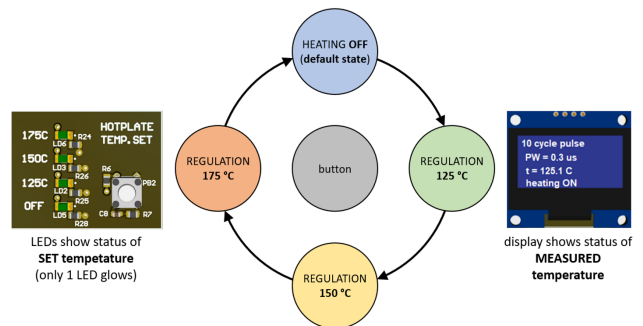 HEATING OFF
(default state)
HOTPLATE
TEMP.SET
175C
R24
LD6
150C
LD3
R26
R6
125C
LD2
R25
PB2
OFF
LD5
R28
C8
R7
LEDs show status of
SET tempetature
(only 1 LED glows)
REGULATION
175 °C
button
REGULATION
125 °C
10 cycle pulse
PW = 0.3 us
t = 125.1 C
heating ON
display shows status of
MEASURED
temperature
REGULATION
150 °C